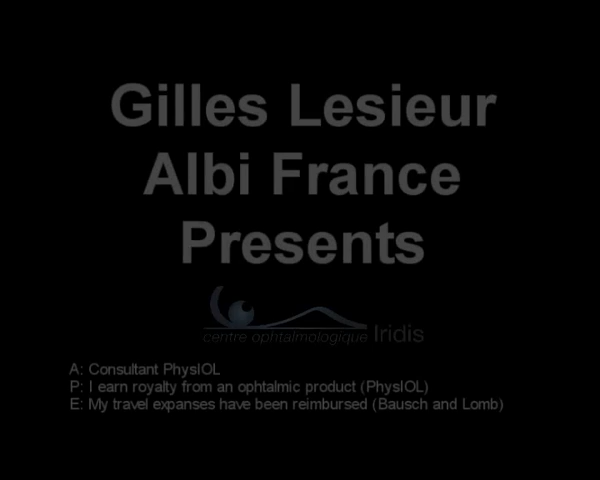 Gilles Lesieur
Albi France
Presents
centre ophtalmologique Iridis
A: Consultant PhysIOL
P: I earn royalty from an ophtalmic product (PhysIOL)
E: My travel expanses have been reimbursed (Bausch and Lomb)